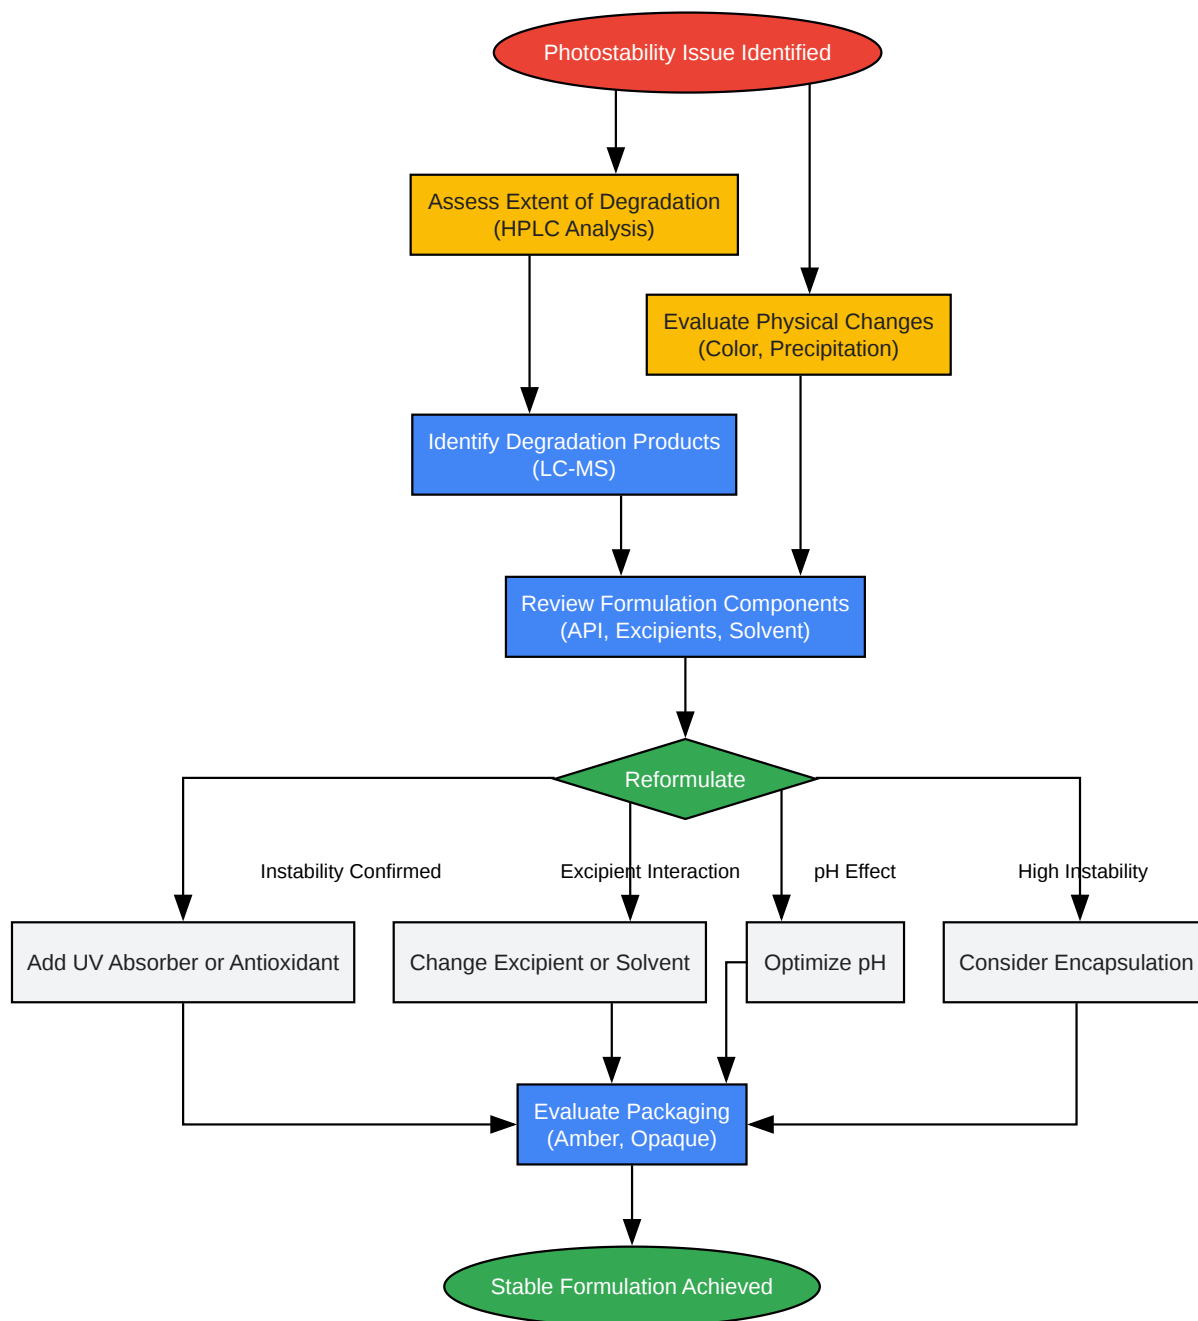 Photostability Issue Identified
Assess Extent of Degradation
(HPLC Analysis)
Evaluate Physical Changes
(Color, Precipitation)
Identify Degradation Products
(LC-MS)
Review Formulation Components
(API, Excipients, Solvent)
Reformulate
Instability Confirmed
Excipient Interaction
pH Effect
High Instability
Add UV Absorber or Antioxidant
Change Excipient or Solvent
Optimize pH
Consider Encapsulation
Evaluate Packaging
(Amber, Opaque)
Stable Formulation Achieved